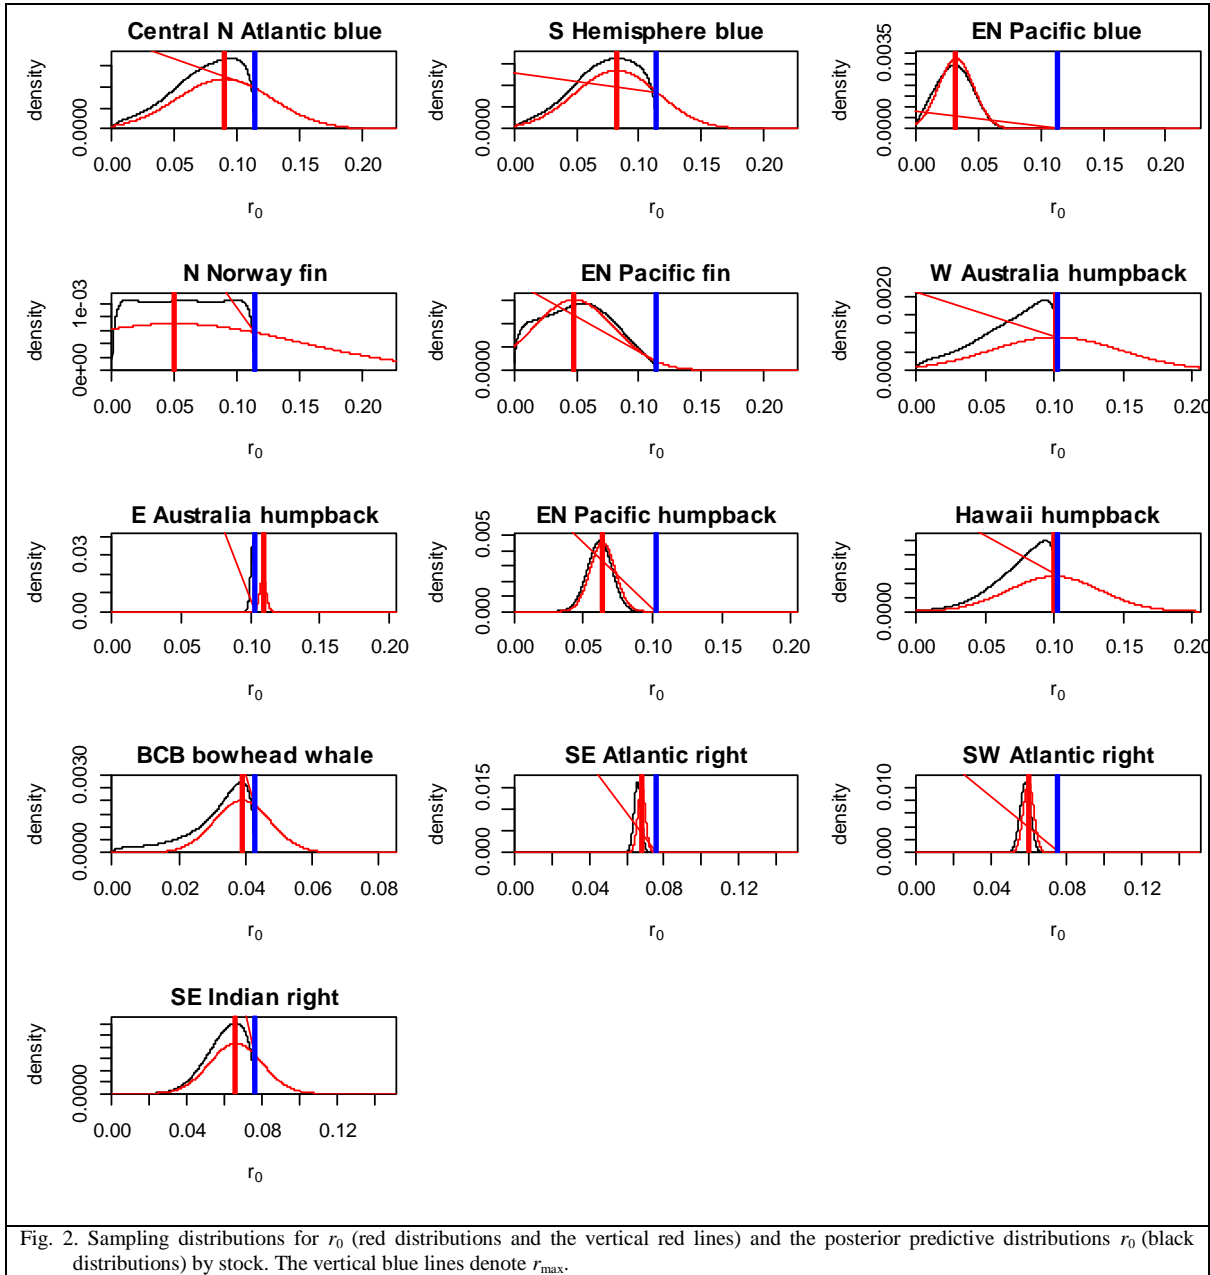 Central N Atlantic blue
S Hemisphere blue
EN Pacific blue
density
0.0000
0.00 0.05 0.10 0.15 0.20
r0
density
0.0000
0.00 0.05 0.10 0.15 0.20
r0
density
0.0000 0.0035
0.00 0.05 0.10 0.15 0.20
r0
N Norway fin
EN Pacific fin
W Australia humpback
density
0e+00 1e-03
0.00 0.05 0.10 0.15 0.20
r0
density
0.0000
0.00 0.05 0.10 0.15 0.20
r0
density
0.0000 0.0020
0.00 0.05 0.10 0.15 0.20
r0
E Australia humpback
EN Pacific humpback
Hawaii humpback
density
0.00 0.03
0.00 0.05 0.10 0.15 0.20
r0
density
0.000 0.005
0.00 0.05 0.10 0.15 0.20
r0
density
0.0000
0.00 0.05 0.10 0.15 0.20
r0
BCB bowhead whale
SE Atlantic right
SW Atlantic right
density
0.0000 0.0030
0.00 0.02 0.04 0.06 0.08
r0
density
0.000 0.015
0.00 0.04 0.08 0.12
r0
density
0.000 0.010
0.00 0.04 0.08 0.12
r0
SE Indian right
density
0.0000
0.00 0.04 0.08 0.12
r0
Fig. 2. Sampling distributions for r0 (red distributions and the vertical red lines) and the posterior predictive distributions r0 (black
distributions) by stock. The vertical blue lines denote rmax.